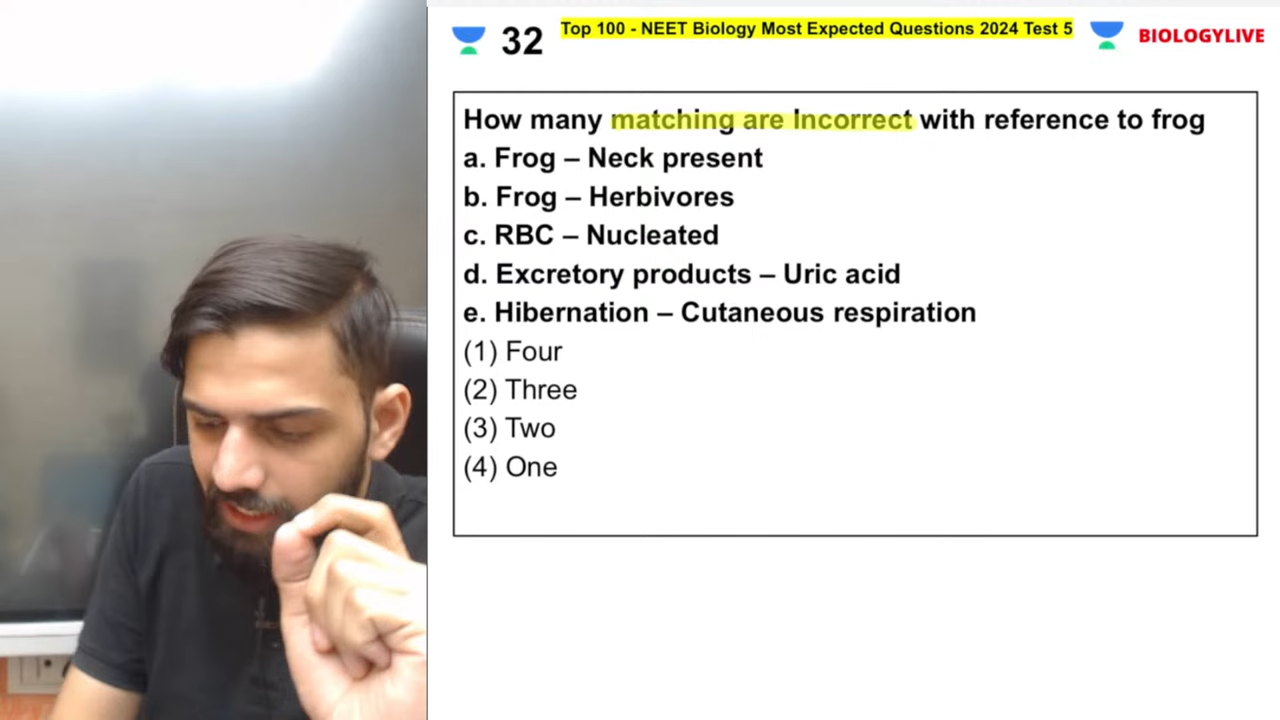 32
Top 100 - NEET Biology Most Expected Questions 2024 Test 5
BIOLOGYLIVE
How many matching are Incorrect with reference to frog
a. Frog – Neck present
b. Frog – Herbivores
c. RBC – Nucleated
d. Excretory products – Uric acid
e. Hibernation – Cutaneous respiration
(1) Four
(2) Three
(3) Two
(4) One